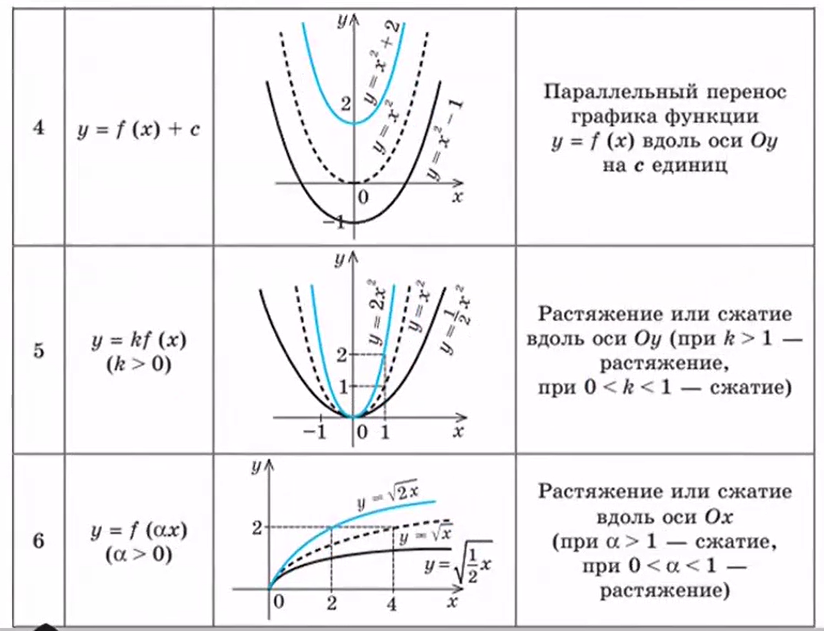 4
y = f (x) + c
y
y = x² + 2
y = x²
y = x² − 1
2
0
x
−1
Параллельный перенос
графика функции
y = f (x) вдоль оси Oy
на c единиц
5
y = kf (x)
(k > 0)
y
y = 2x²
y = x²
y = 1/2 x²
2
1
−1 0 1 x
Растяжение или сжатие
вдоль оси Oy (при k > 1 —
растяжение,
при 0 < k < 1 — сжатие)
6
y = f (αx)
(α > 0)
y
y = √2x
2
y = √x
y = √1/2 x
0 2 4 x
Растяжение или сжатие
вдоль оси Ox
(при α > 1 — сжатие,
при 0 < α < 1 —
растяжение)